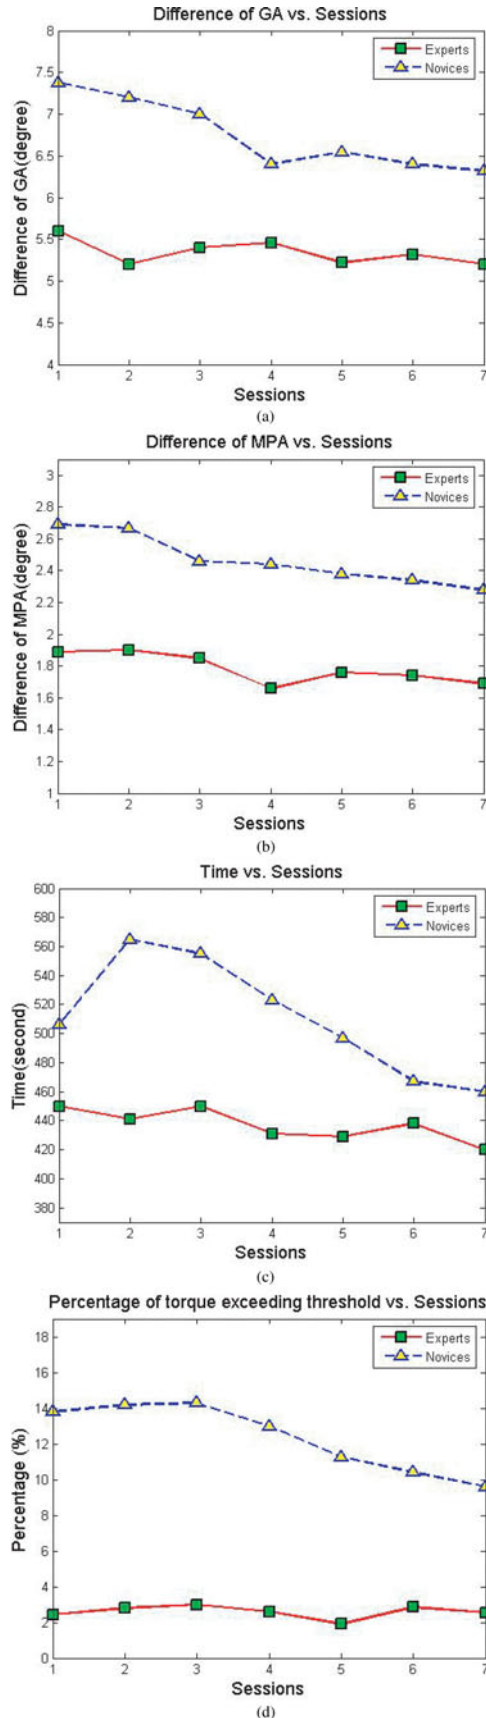 Difference of GA vs. Sessions
Experts
Novices
Difference of GA(degree)
8
7.5
7
6.5
6
5.5
5
4.5
4
1 2 3 4 5 6 7
Sessions
(a)
Difference of MPA vs. Sessions
Experts
Novices
Difference of MPA(degree)
3
2.8
2.6
2.4
2.2
2
1.8
1.6
1.4
1.2
1
1 2 3 4 5 6 7
Sessions
(b)
Time vs. Sessions
Experts
Novices
Time(second)
600
580
560
540
520
500
480
460
440
420
400
380
1 2 3 4 5 6 7
Sessions
(c)
Percentage of torque exceeding threshold vs. Sessions
Experts
Novices
Percentage (%)
18
16
14
12
10
8
6
4
2
0
1 2 3 4 5 6 7
Sessions
(d)